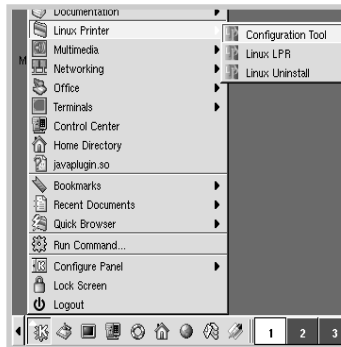 Documentation
Linux Printer
Configuration Tool
M
Multimedia
Linux LPR
Networking
Linux Uninstall
Office
Terminals
Control Center
Home Directory
javaplugin.so
Bookmarks
Recent Documents
Quick Browser
Run Command...
Configure Panel
Lock Screen
Logout
1 2 3